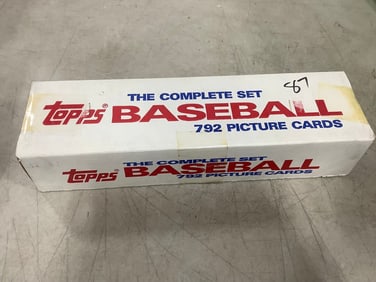 THE COMPLETE SET
87
Topps® BASEBALL
792 PICTURE CARDS
THE COMPLETE SET
Topps® BASEBALL
792 PICTURE CARDS